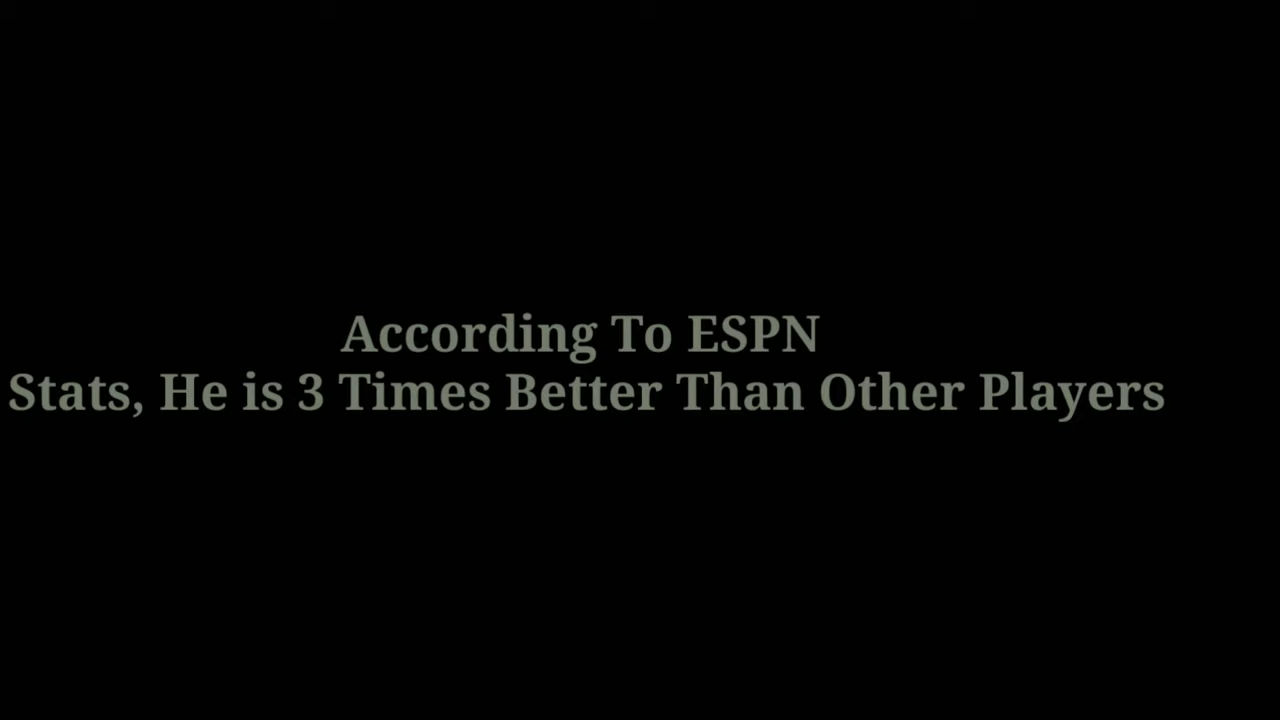 According To ESPN
Stats, He is 3 Times Better Than Other Players